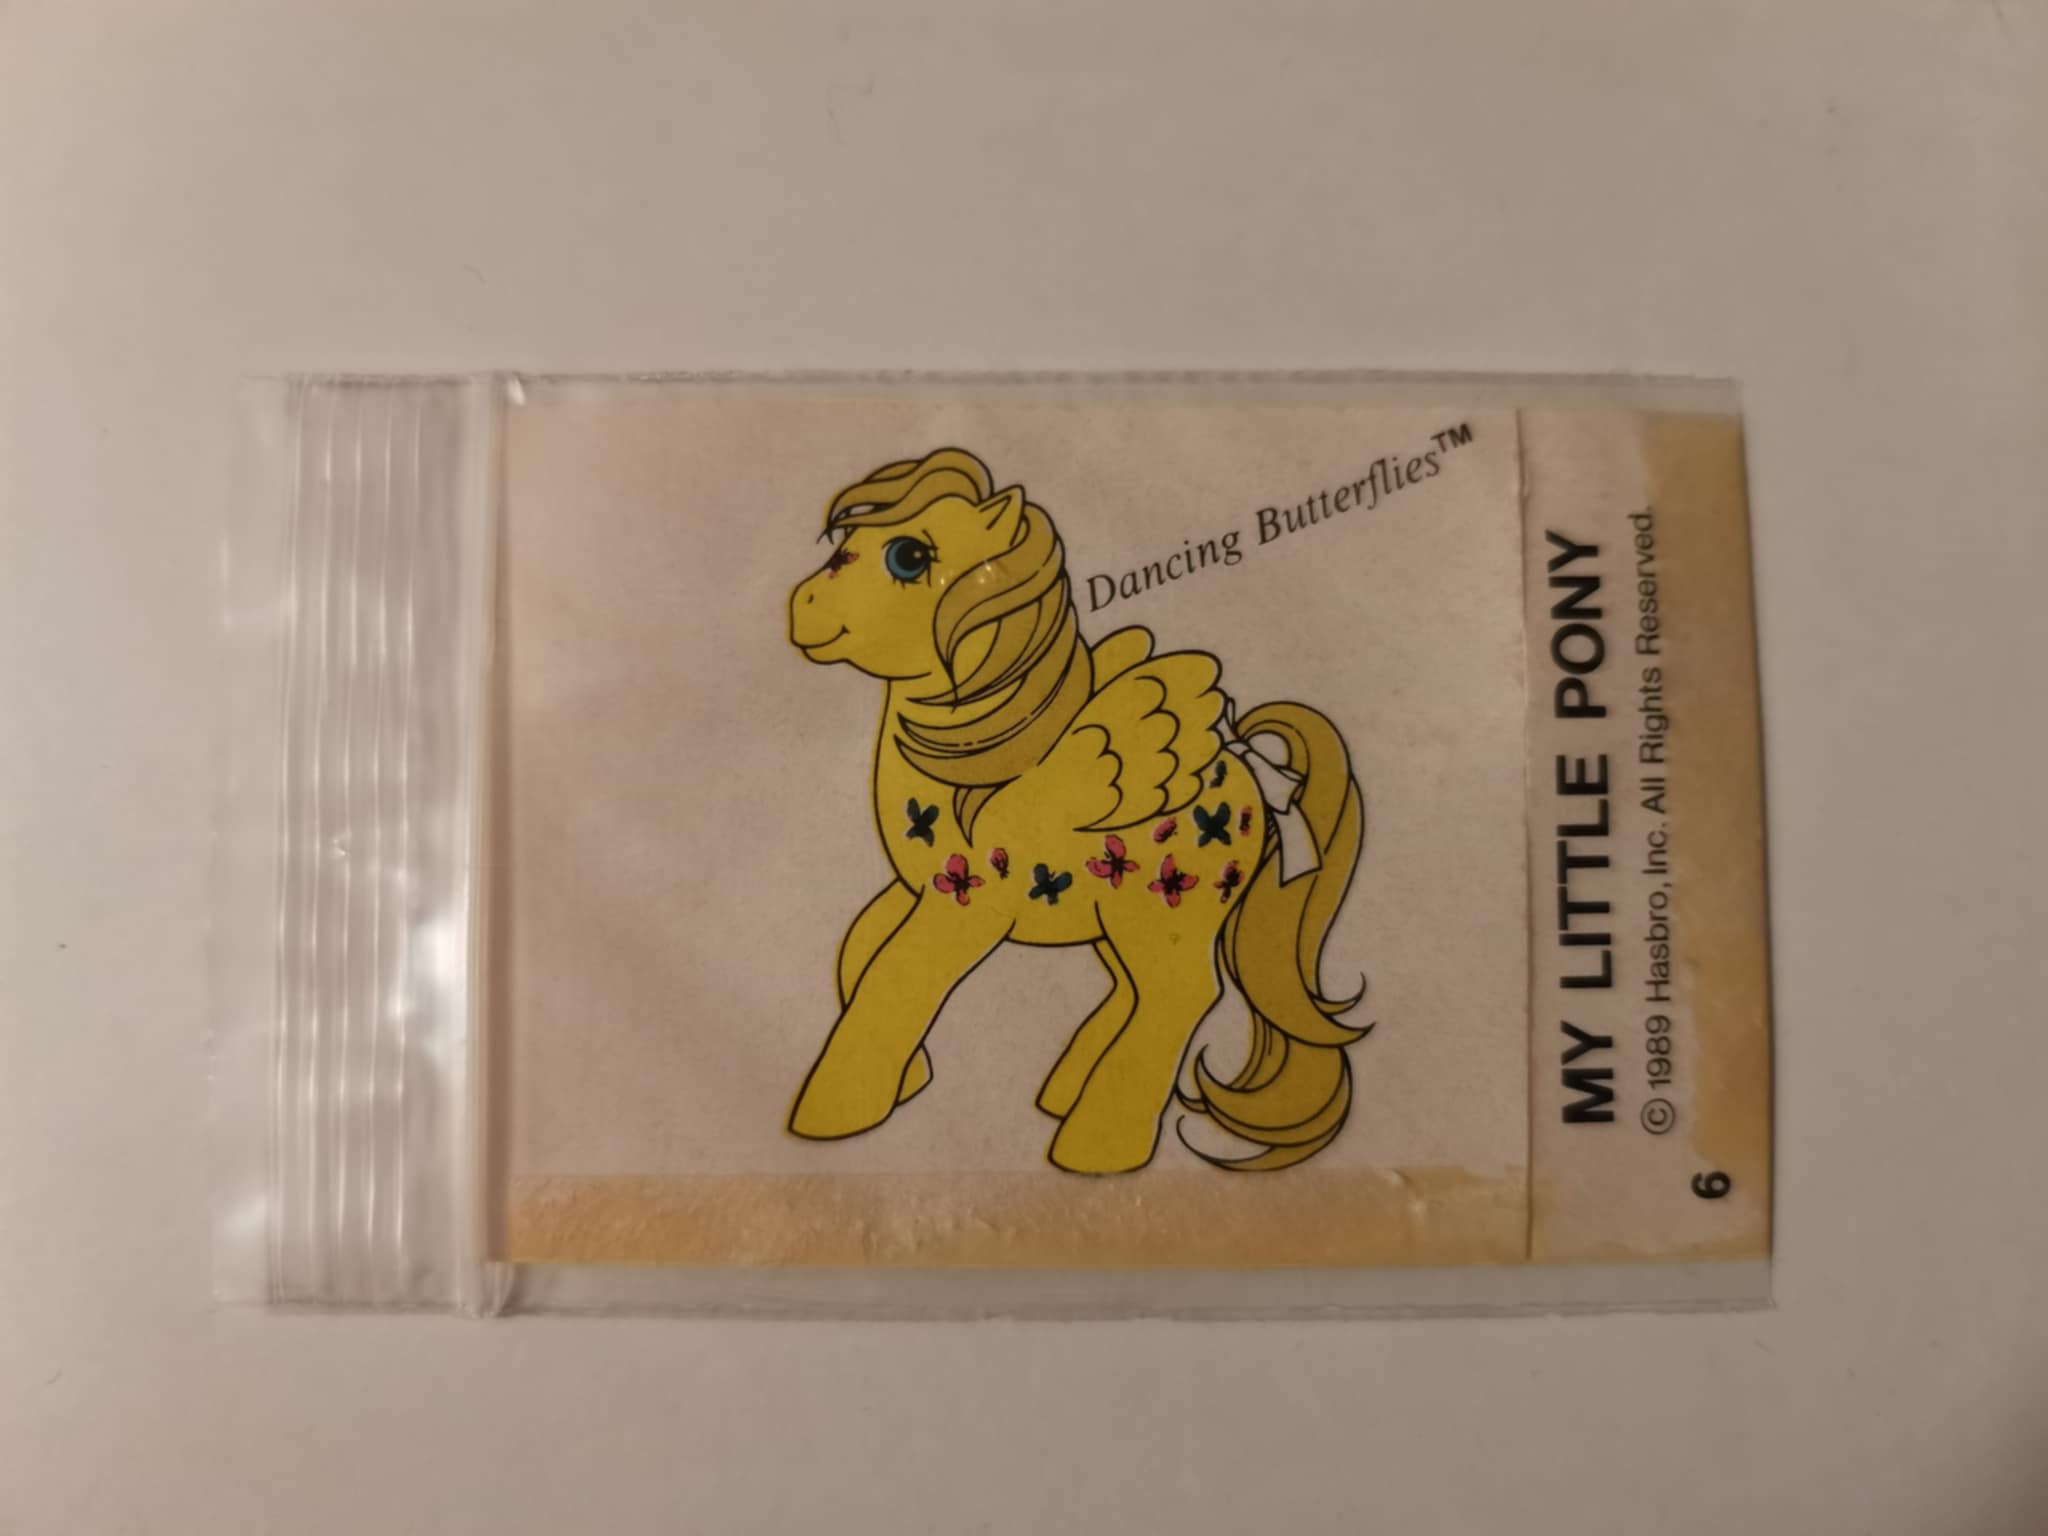 Dancing Butterflies™
MY LITTLE PONY
© 1989 Hasbro, Inc. All Rights Reserved.
6